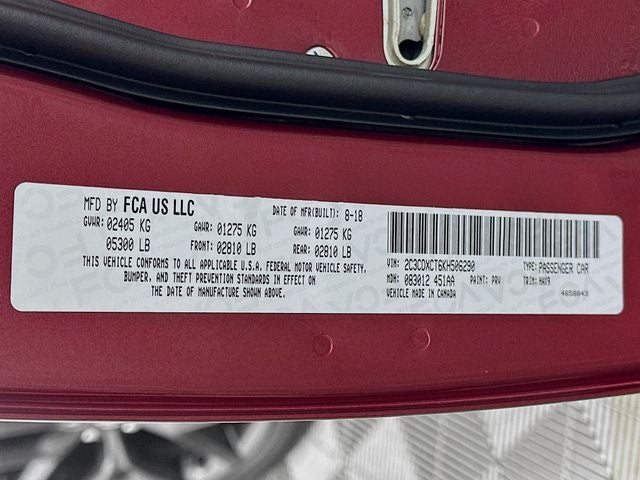 MFD BY FCA US LLC DATE OF MFR(BUILT): 8-18
GVWR: 02405 KG GAWR: 01275 KG GAWR: 01275 KG
05300 LB FRONT: 02810 LB REAR: 02810 LB
THIS VEHICLE CONFORMS TO ALL APPLICABLE U.S.A. FEDERAL MOTOR VEHICLE SAFETY,
BUMPER, AND THEFT PREVENTION STANDARDS IN EFFECT ON
THE DATE OF MANUFACTURE SHOWN ABOVE.
VIN: 2C3CDXCT6KH506290 TYPE: PASSENGER CAR
MDH: 083012 451AA PAINT: PRV TRIM: HAX9
VEHICLE MADE IN CANADA 4658843